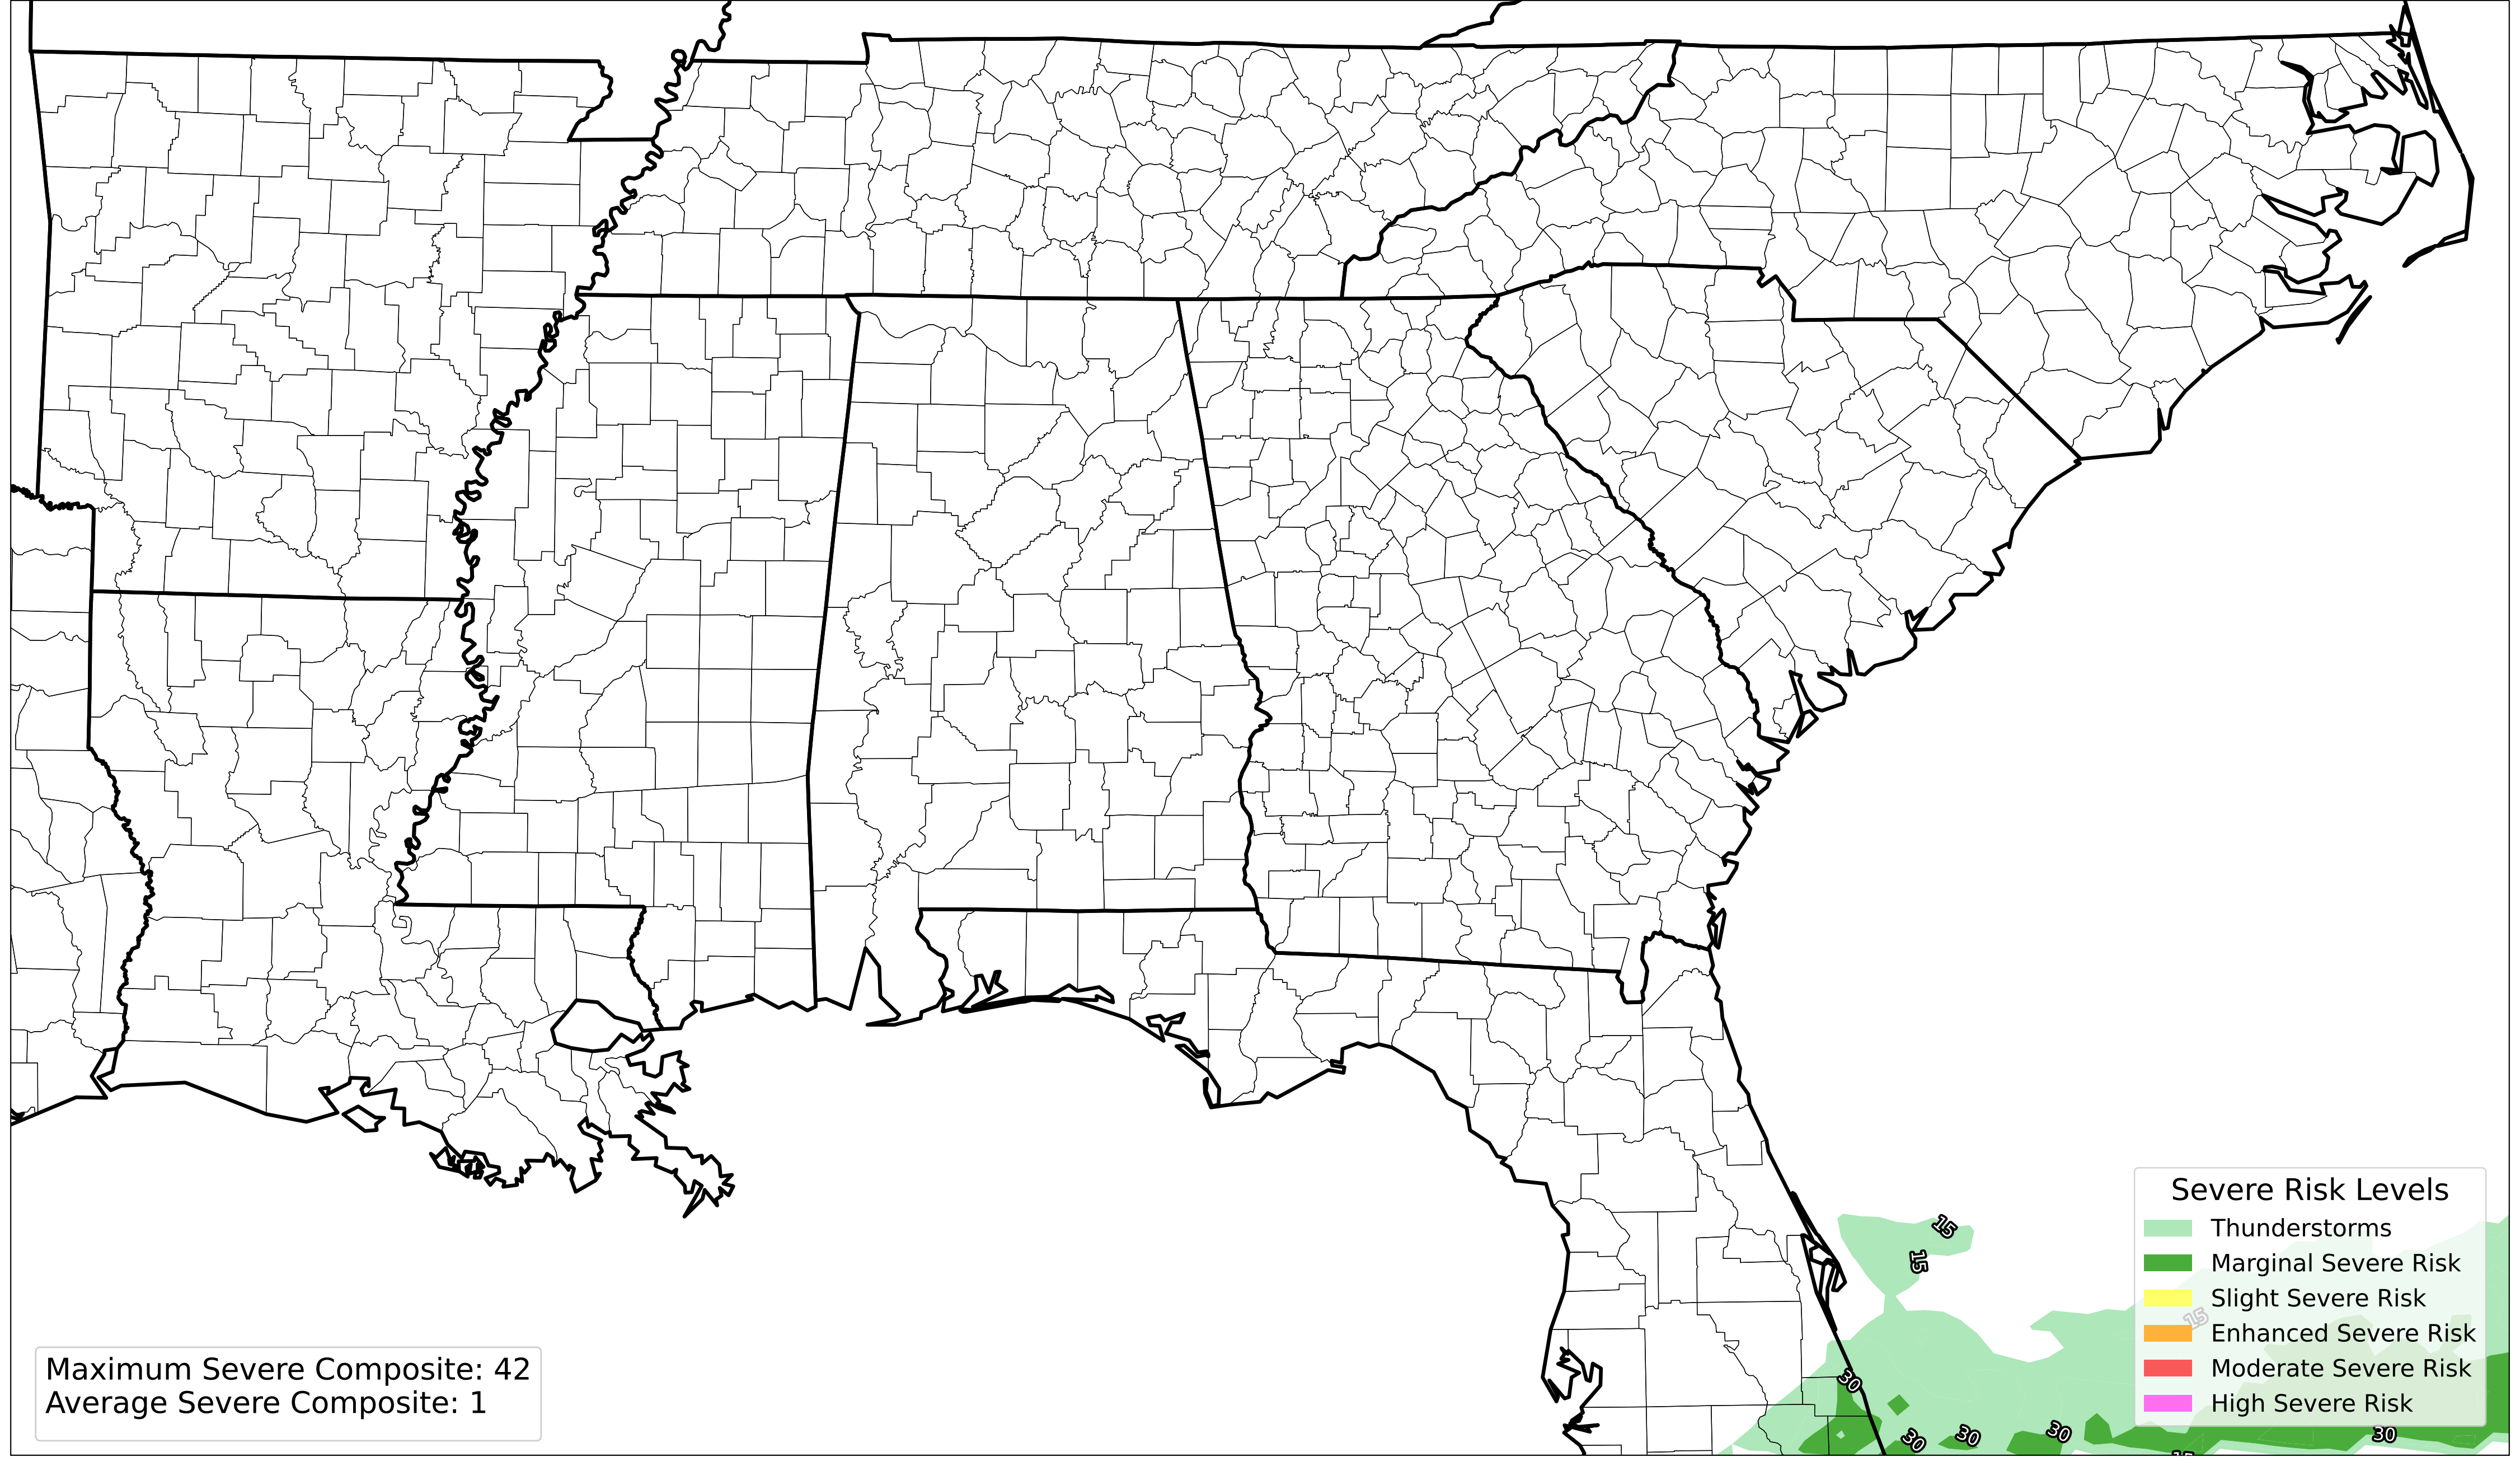 15
15
Severe Risk Levels
Thunderstorms
Marginal Severe Risk
15
Slight Severe Risk
Enhanced Severe Risk
Moderate Severe Risk
High Severe Risk
Maximum Severe Composite: 42
Average Severe Composite: 1
30
30
30
30
30